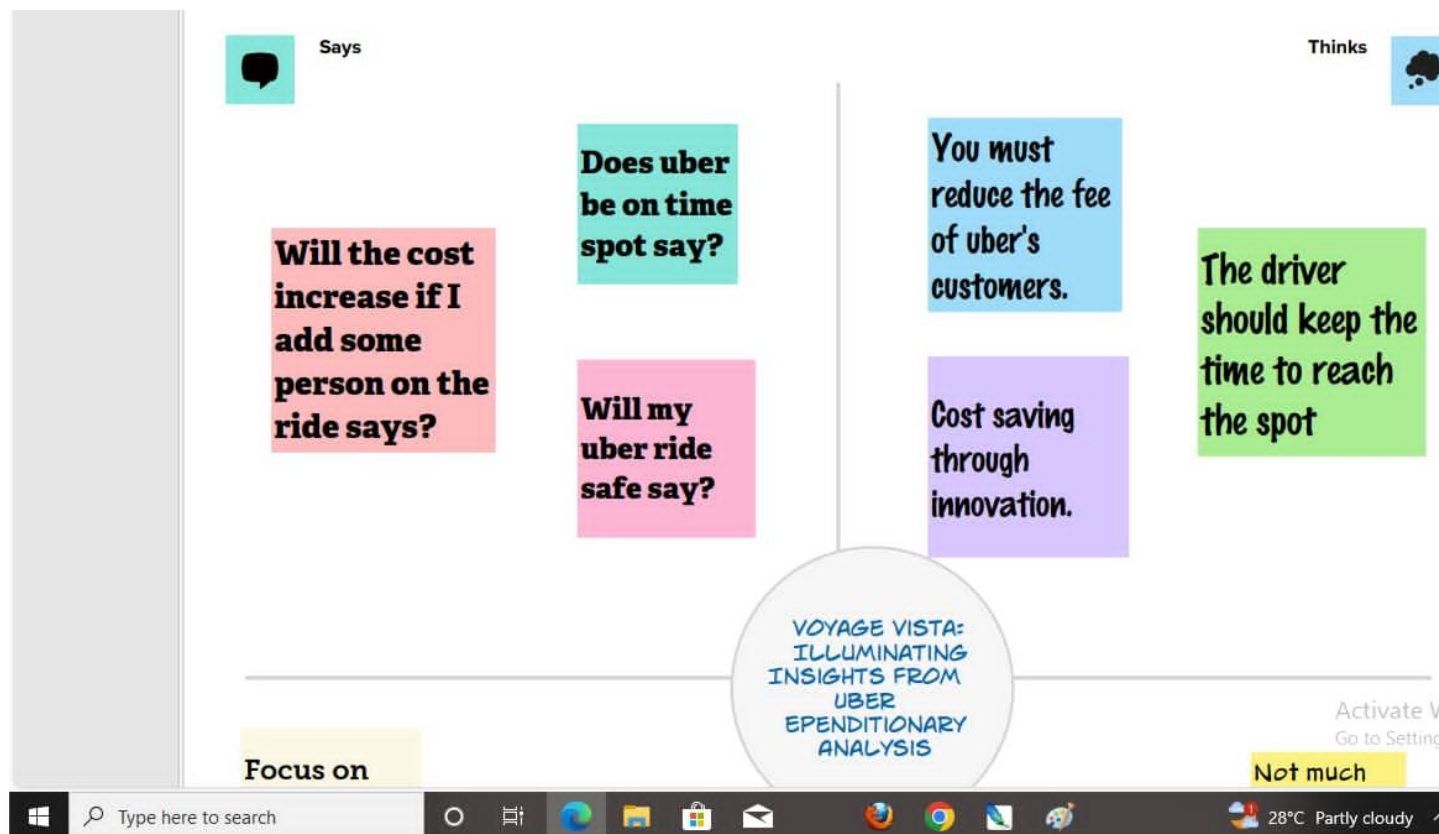 Says
Thinks
Does uber
be on time
spot say?
Will the cost
increase if I
add some
person on the
ride says?
Will my
uber ride
safe say?
You must
reduce the fee
of uber's
customers.
The driver
should keep the
time to reach
the spot
Cost saving
through
innovation.
VOYAGE VISTA:
ILLUMINATING
INSIGHTS FROM
UBER
EPENDITIONARY
ANALYSIS
Focus on
Not much
Activate
Go to Setting
Type here to search
1
28°C Partly cloudy